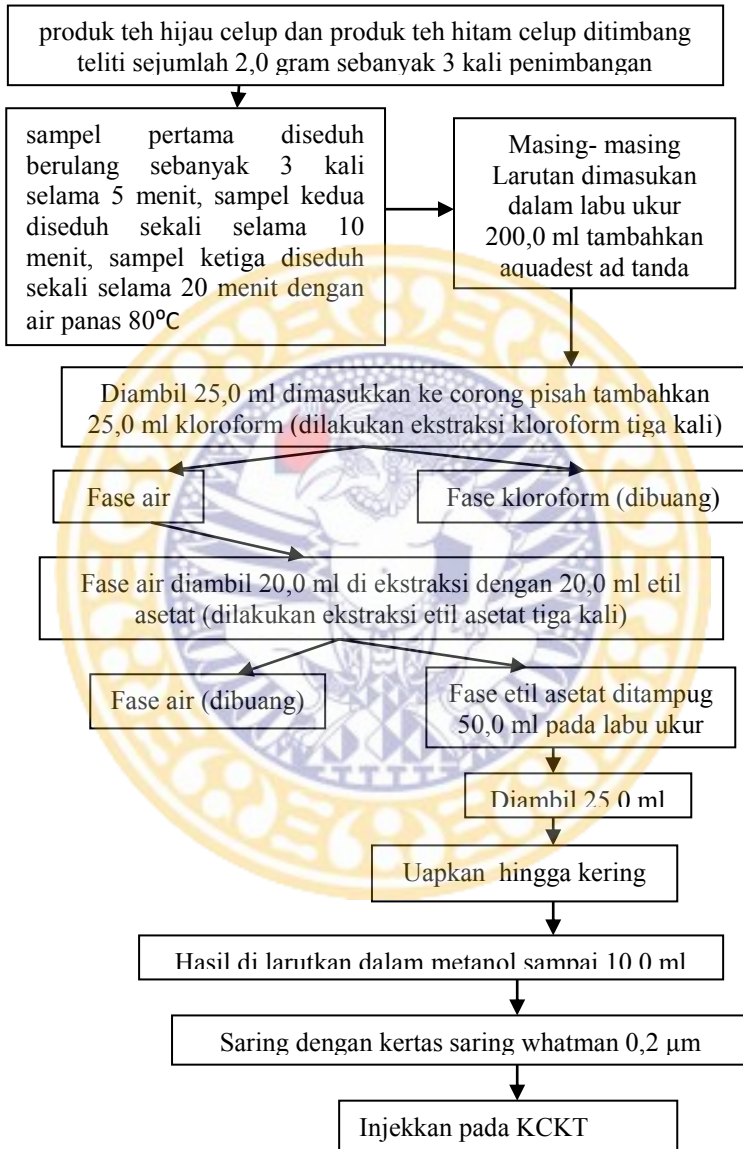 produk teh hijau celup dan produk teh hitam celup ditimbang
teliti sejumlah 2,0 gram sebanyak 3 kali penimbangan
sampel pertama diseduh
berulang sebanyak 3 kali
selama 5 menit, sampel kedua
diseduh sekali selama 10
menit, sampel ketiga diseduh
sekali selama 20 menit dengan
air panas 80ºC
Masing- masing
Larutan dimasukan
dalam labu ukur
200,0 ml tambahkan
aquadest ad tanda
Diambil 25,0 ml dimasukkan ke corong pisah tambahkan
25,0 ml kloroform (dilakukan ekstraksi kloroform tiga kali)
Fase air
Fase kloroform (dibuang)
Fase air diambil 20,0 ml di ekstraksi dengan 20,0 ml etil
asetat (dilakukan ekstraksi etil asetat tiga kali)
Fase air (dibuang)
Fase etil asetat ditampug
50,0 ml pada labu ukur
Diambil 25,0 ml
Uapkan hingga kering
Hasil di larutkan dalam metanol sampai 10,0 ml
Saring dengan kertas saring whatman 0,2 µm
Injekkan pada KCKT